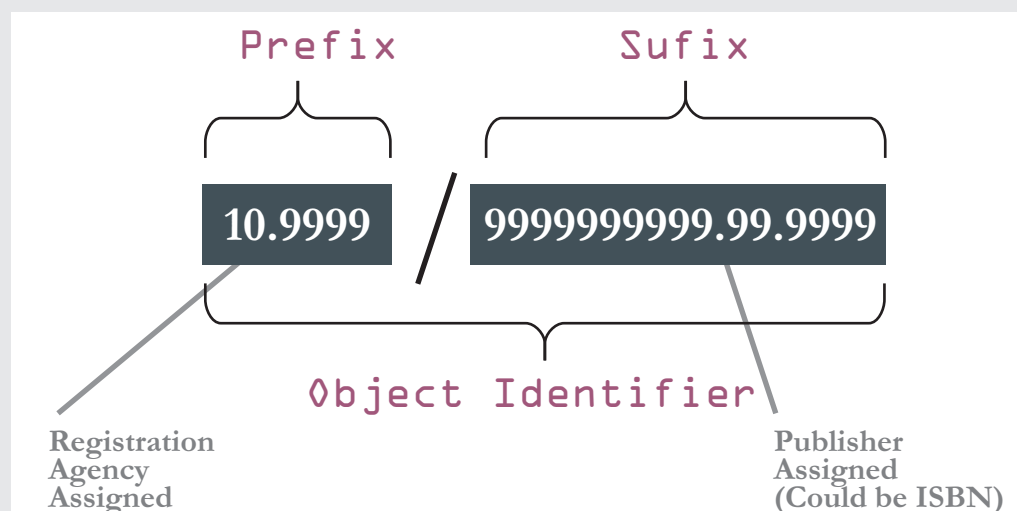 Prefix Sufix
10.9999 / 9999999999.99.9999
Object Identifier
Registration
Agency
Assigned
Publisher
Assigned
(Could be ISBN)